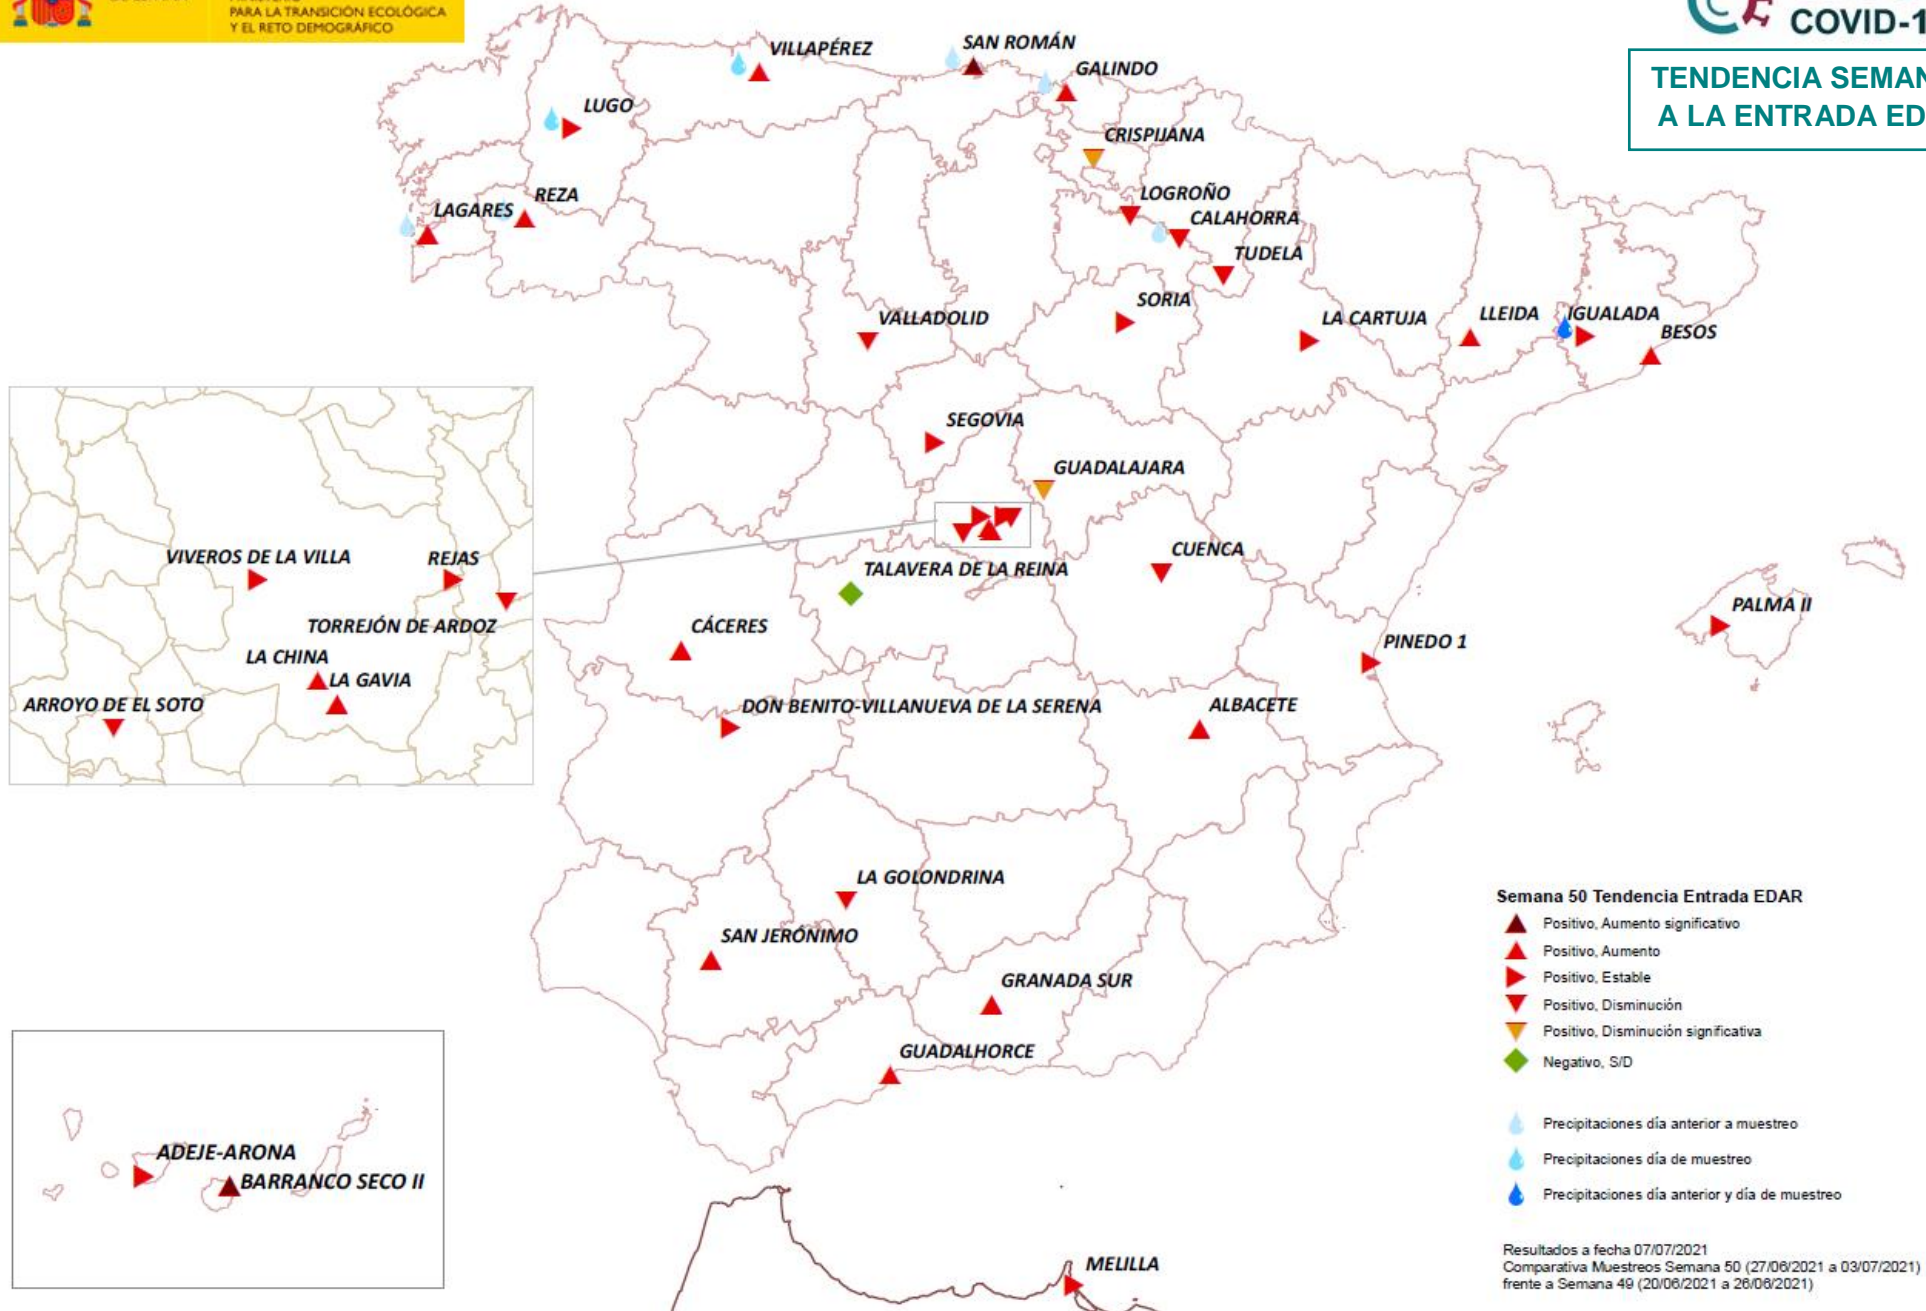 PARA LA TRANSICIÓN ECOLÓGICA
Y EL RETO DEMOGRÁFICO
COVID-1
TENDENCIA SEMAN
A LA ENTRADA ED
VILLAPÉREZ
SAN ROMÁN
GALINDO
LUGO
CRISPIJANA
REZA
LAGARES
LOGROÑO
CALAHORRA
TUDELA
SORIA
VALLADOLID
LA CARTUJA
LLEIDA
IGUALADA
BESOS
SEGOVIA
GUADALAJARA
CUENCA
TALAVERA DE LA REINA
VIVEROS DE LA VILLA
REJAS
TORREJÓN DE ARDOZ
LA CHINA
LA GAVIA
ARROYO DE EL SOTO
CÁCERES
PALMA II
PINEDO 1
DON BENITO-VILLANUEVA DE LA SERENA
ALBACETE
LA GOLONDRINA
SAN JERÓNIMO
GRANADA SUR
GUADALHORCE
ADEJE-ARONA
BARRANCO SECO II
MELILLA
Semana 50 Tendencia Entrada EDAR
Positivo, Aumento significativo
Positivo, Aumento
Positivo, Estable
Positivo, Disminución
Positivo, Disminución significativa
Negativo, S/D
Precipitaciones día anterior a muestreo
Precipitaciones día de muestreo
Precipitaciones día anterior y día de muestreo
Resultados a fecha 07/07/2021
Comparativa Muestreos Semana 50 (27/06/2021 a 03/07/2021)
frente a Semana 49 (20/06/2021 a 26/06/2021)